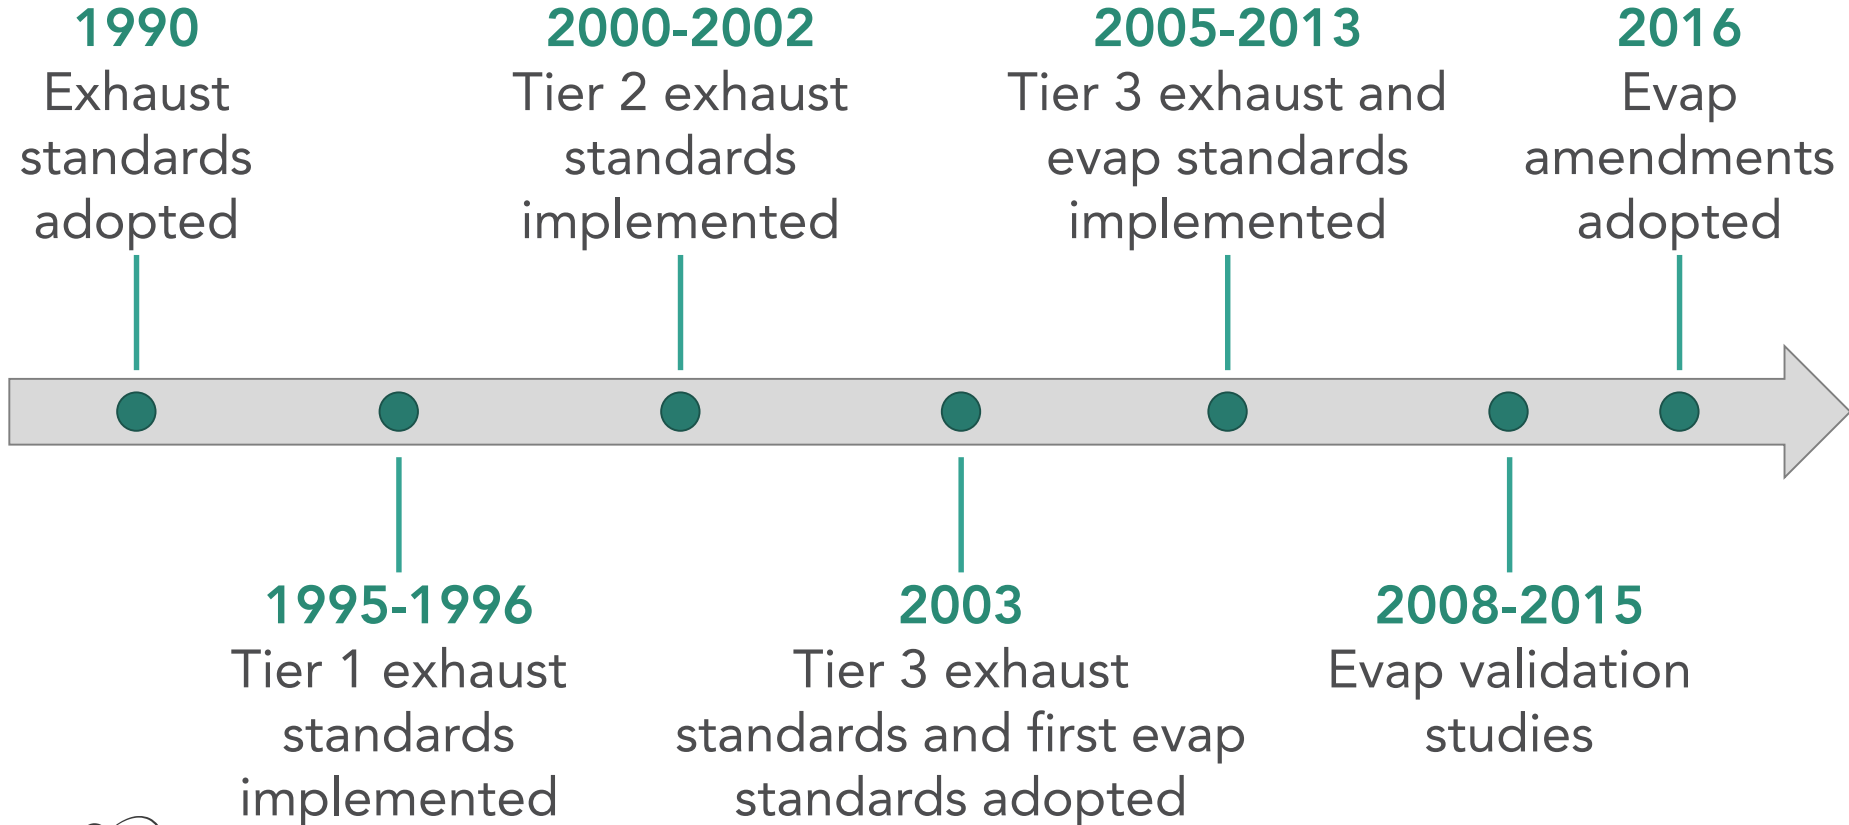 1990
Exhaust
standards
adopted
2000-2002
Tier 2 exhaust
standards
implemented
2005-2013
Tier 3 exhaust and
evap standards
implemented
2016
Evap
amendments
adopted
1995-1996
Tier 1 exhaust
standards
implemented
2003
Tier 3 exhaust
standards and first evap
standards adopted
2008-2015
Evap validation
studies